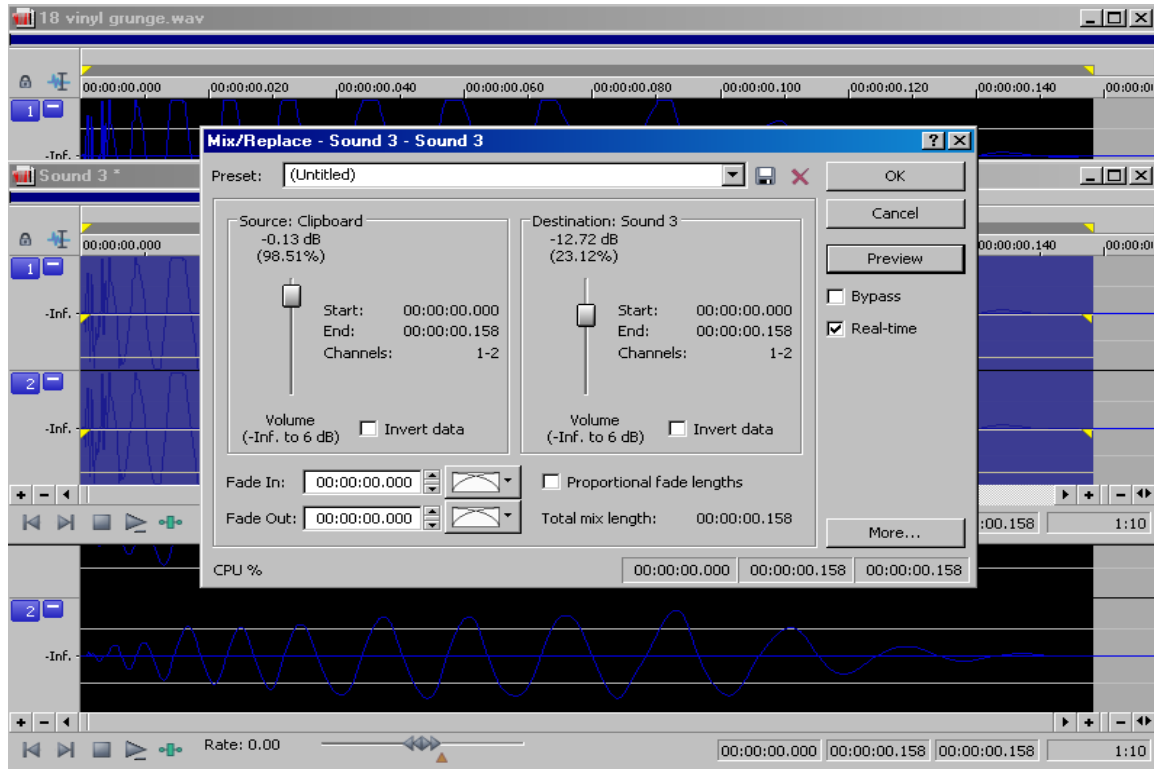 18 vinyl grunge.wav
00:00:00.000 00:00:00.020 00:00:00.040 00:00:00.060 00:00:00.080 00:00:00.100 00:00:00.120 00:00:00.140
1
-Inf.
Mix/Replace - Sound 3 - Sound 3
Preset: (Untitled)
OK
Cancel
Preview
Bypass
Real-time
More...
Source: Clipboard
-0.13 dB
(98.51%)
Start: 00:00:00.000
End: 00:00:00.158
Channels: 1-2
Volume
(-Inf. to 6 dB)
Invert data
Destination: Sound 3
-12.72 dB
(23.12%)
Start: 00:00:00.000
End: 00:00:00.158
Channels: 1-2
Volume
(-Inf. to 6 dB)
Invert data
Fade In: 00:00:00.000
Proportional fade lengths
Fade Out: 00:00:00.000
Total mix length: 00:00:00.158
CPU % 00:00:00.000 00:00:00.158 00:00:00.158
Sound 3 *
00:00:00.000 00:00:00.140
1
-Inf.
2
-Inf.
:00.158 1:10
2
-Inf.
Rate: 0.00
00:00:00.000 00:00:00.158 00:00:00.158 1:10